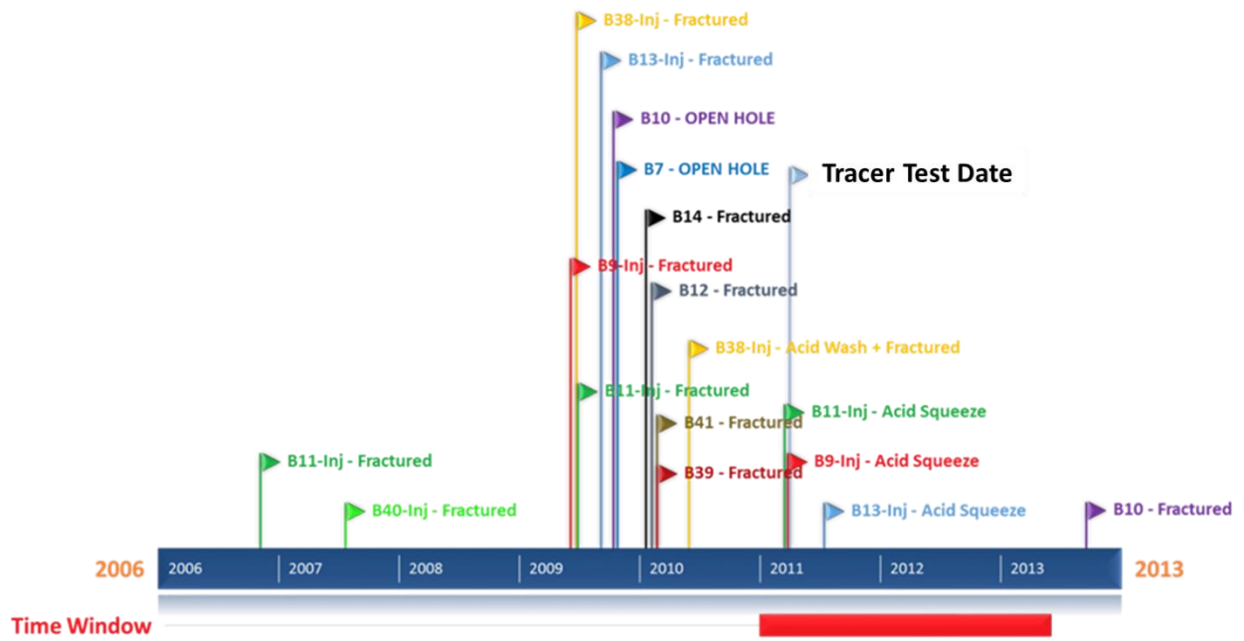 B38-Inj - Fractured
B13-Inj - Fractured
B10 - OPEN HOLE
B7 - OPEN HOLE
Tracer Test Date
B14 - Fractured
B9-Inj - Fractured
B12 - Fractured
B38-Inj - Acid Wash + Fractured
B11-Inj - Fractured
B11-Inj - Acid Squeeze
B41 - Fractured
B11-Inj - Fractured
B9-Inj - Acid Squeeze
B39 - Fractured
B40-Inj - Fractured
B13-Inj - Acid Squeeze
B10 - Fractured
2006 2006 2007 2008 2009 2010 2011 2012 2013 2013
Time Window